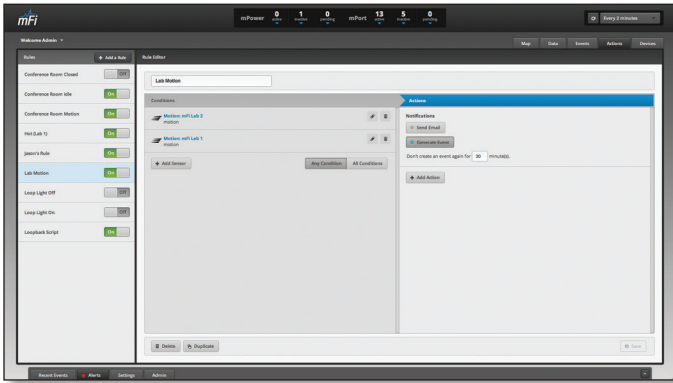 mFi
mPower 0 active 1 inactive 0 pending mPort 13 active 5 inactive 0 pending
Every 2 minutes
Welcome Admin
Map Data Events Actions Devices
Rules + Add a Rule
Rule Editor
Conference Room Closed Off
Conference Room Idle On
Conference Room Motion On
Hot (Lab 1) On
Jason's Rule On
Lab Motion On
Loop Light Off Off
Loop Light On Off
Loopback Script On
Lab Motion
Conditions
Motion: mFi Lab 2
motion
Motion: mFi Lab 1
motion
+ Add Sensor Any Condition All Conditions
Actions
Notifications
Send Email
Generate Event
Don't create an event again for 30 minute(s).
+ Add Action
Delete Duplicate
Save
Recent Events Alerts Settings Admin